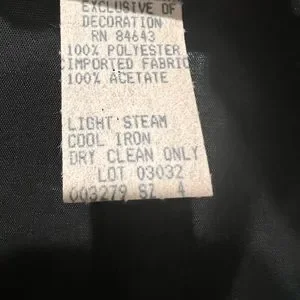 EXCLUSIVE OF
DECORATION
RN 84643
100% POLYESTER
IMPORTED FABRIC
100% ACETATE
LIGHT STEAM
COOL IRON
DRY CLEAN ONLY
LOT 03032
003279 SZ 4